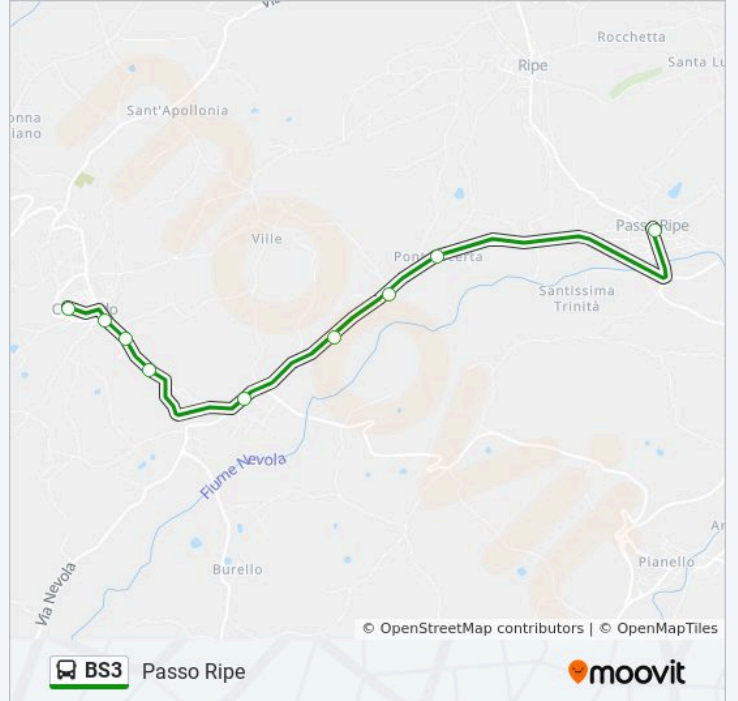 Via
Rocchetta
Ripe
Santa Lu
Sant'Apollonia
onna
iano
Ville
Passo Ripe
Santissima
Trinità
Fiume Nevola
Via Nevola
Burello
Pianello
© OpenStreetMap contributors | © OpenMapTiles
BS3 Passo Ripe
moovit